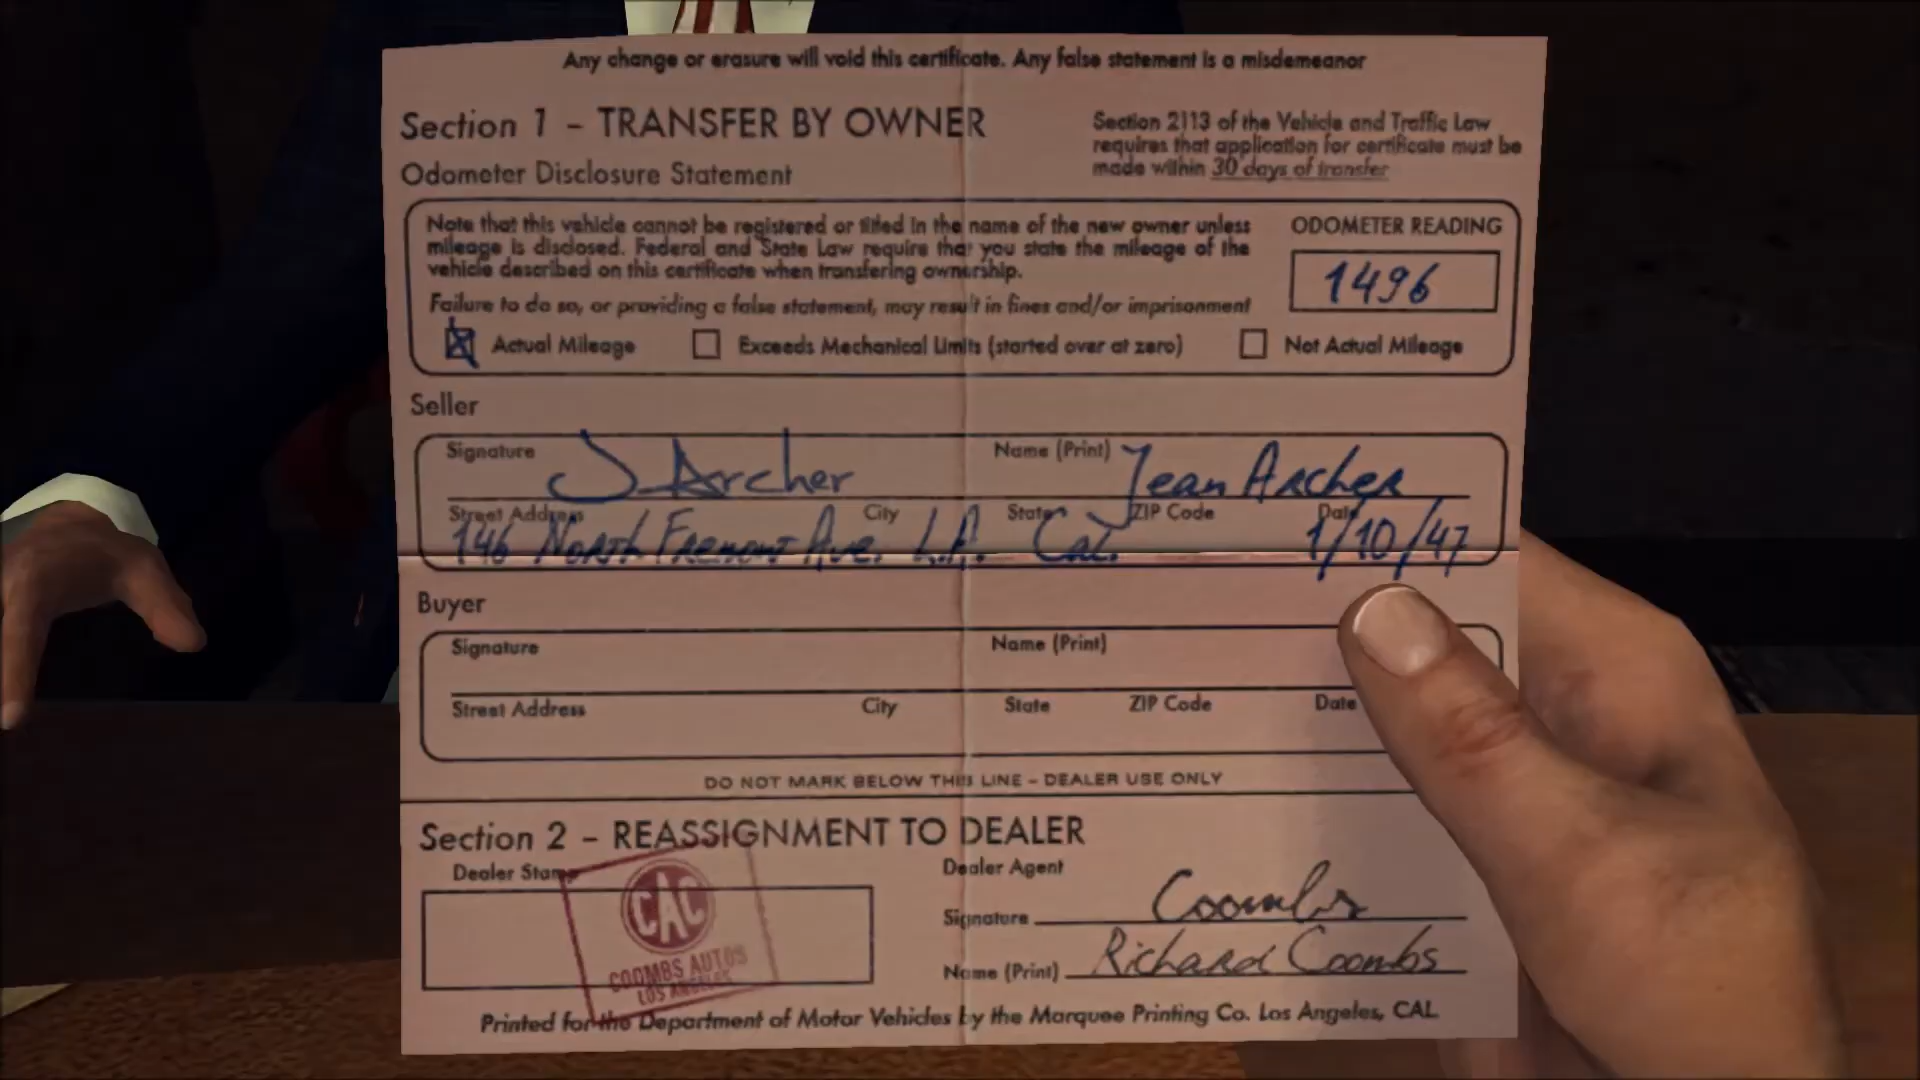 Any change or erasure will void this certificate. Any false statement is a misdemeanor
Section 1 - TRANSFER BY OWNER
Section 2113 of the Vehicle and Traffic Law
requires that application for certificate must be
made within 30 days of transfer
Odometer Disclosure Statement
Note that this vehicle cannot be registered or titled in the name of the new owner unless
mileage is disclosed. Federal and State Law require that you state the mileage of the
vehicle described on this certificate when transfering ownership.
Failure to do so, or providing a false statement, may result in fines and/or imprisonment
ODOMETER READING
1496
Actual Mileage Exceeds Mechanical Limits (started over at zero) Not Actual Mileage
Seller
Signature J Archer Name (Print) Jean Archer
Street Address City State ZIP Code Date
146 North Fremont Ave. L.A. Cal. 1/10/47
Buyer
Signature Name (Print)
Street Address City State ZIP Code Date
DO NOT MARK BELOW THIS LINE - DEALER USE ONLY
Section 2 - REASSIGNMENT TO DEALER
Dealer Stamp
CAC
COOMBS AUTOS
LOS ANGELES
Dealer Agent
Signature Coombs
Name (Print) Richard Coombs
Printed for the Department of Motor Vehicles by the Marquee Printing Co. Los Angeles, CAL